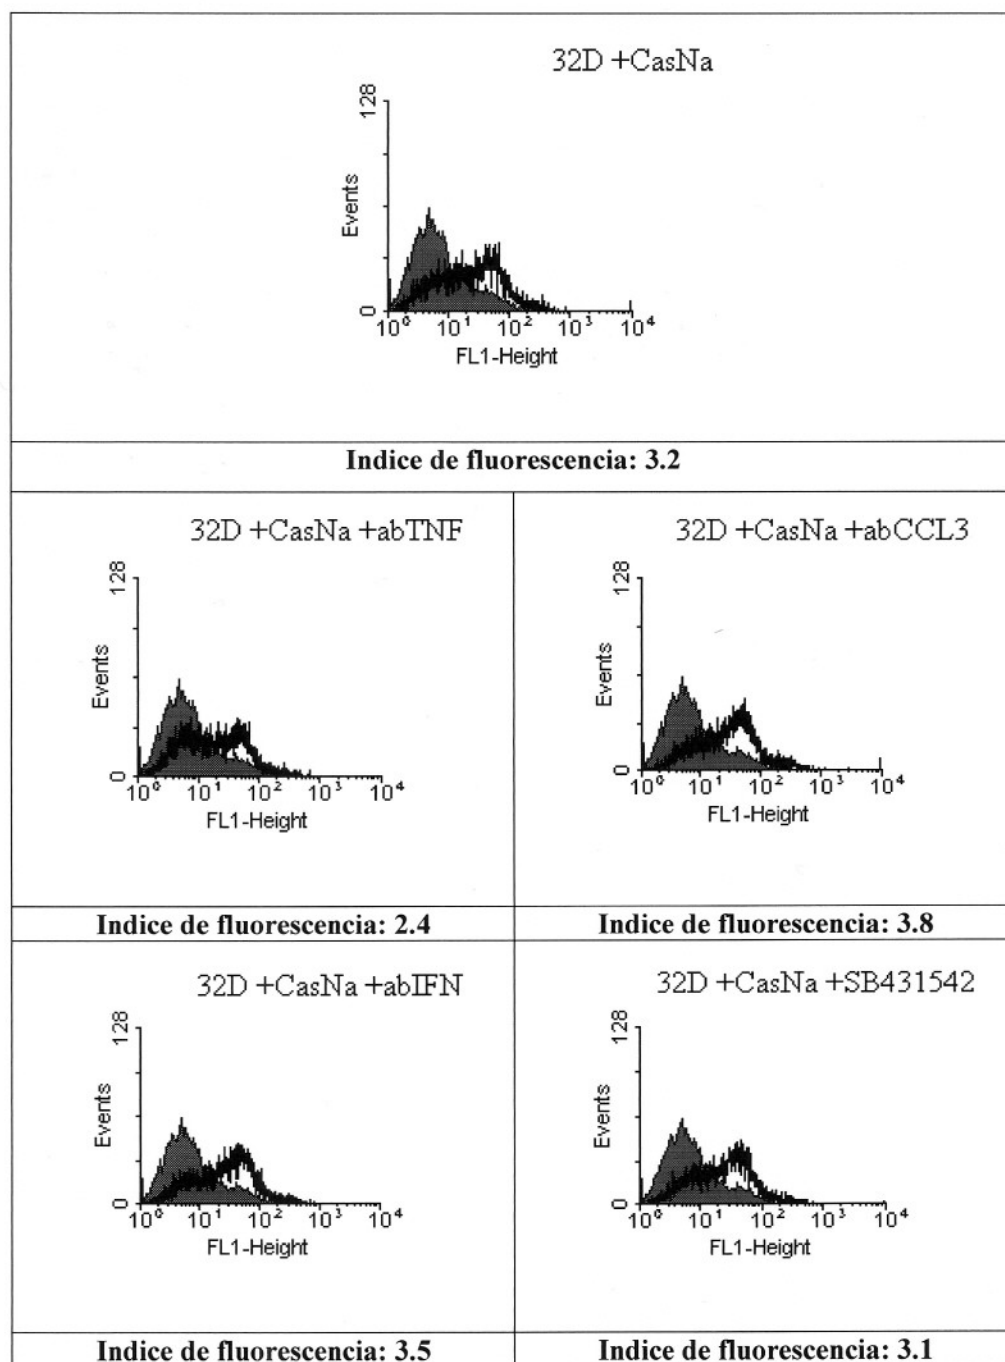 32D +CasNa
128
Events
0
10⁰ 10¹ 10² 10³ 10⁴
FL1-Height
Indice de fluorescencia: 3.2
32D +CasNa +abTNF
128
Events
0
10⁰ 10¹ 10² 10³ 10⁴
FL1-Height
Indice de fluorescencia: 2.4
32D +CasNa +abCCL3
128
Events
0
10⁰ 10¹ 10² 10³ 10⁴
FL1-Height
Indice de fluorescencia: 3.8
32D +CasNa +abIFN
128
Events
0
10⁰ 10¹ 10² 10³ 10⁴
FL1-Height
Indice de fluorescencia: 3.5
32D +CasNa +SB431542
128
Events
0
10⁰ 10¹ 10² 10³ 10⁴
FL1-Height
Indice de fluorescencia: 3.1